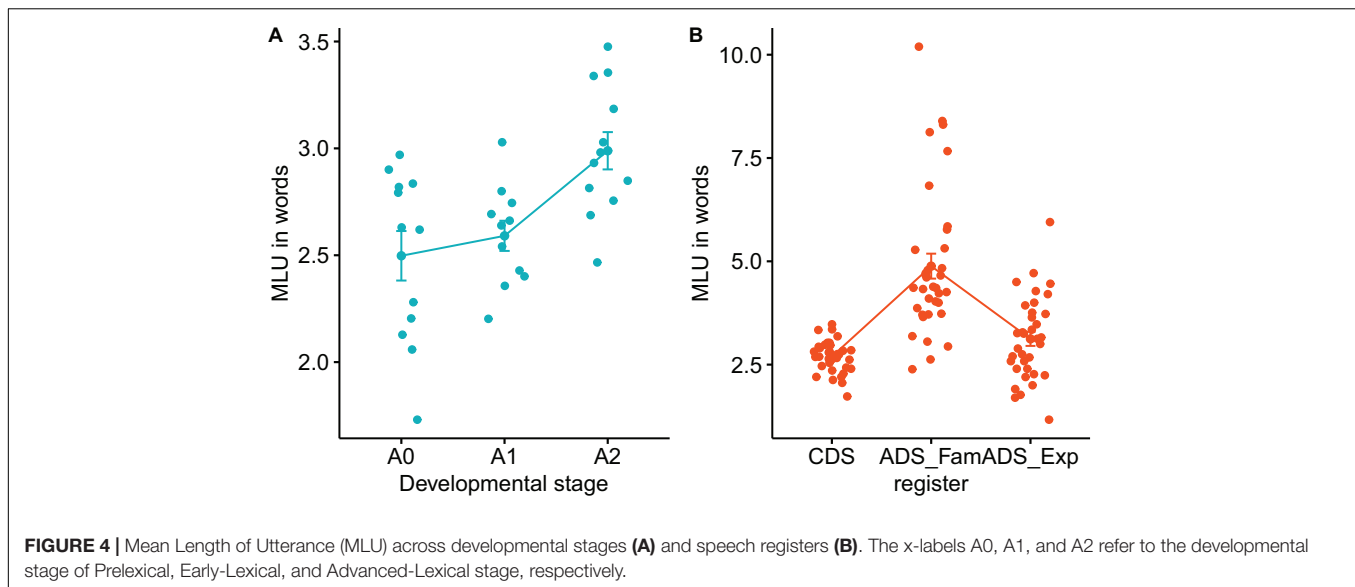 A
3.5
3.0
2.5
2.0
MLU in words
A0 A1 A2
Developmental stage
B
10.0
7.5
5.0
2.5
MLU in words
CDS ADS_FamADS_Exp
register
FIGURE 4 | Mean Length of Utterance (MLU) across developmental stages (A) and speech registers (B). The x-labels A0, A1, and A2 refer to the developmental
stage of Prelexical, Early-Lexical, and Advanced-Lexical stage, respectively.